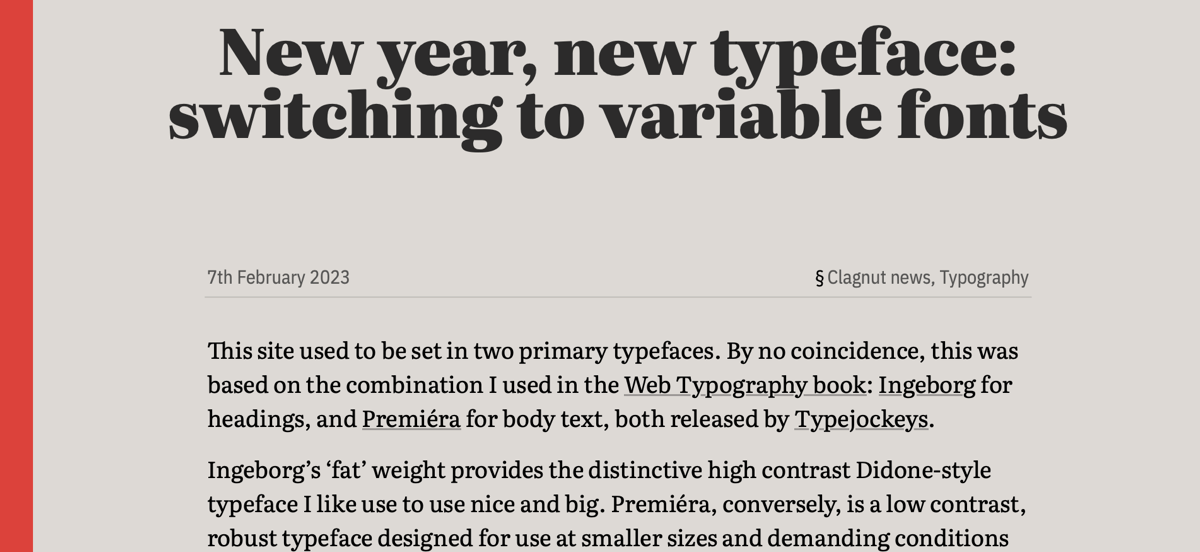 New year, new typeface:
switching to variable fonts
7th February 2023
§ Clagnut news, Typography
This site used to be set in two primary typefaces. By no coincidence, this was
based on the combination I used in the Web Typography book: Ingeborg for
headings, and Premiéra for body text, both released by Typejockeys.
Ingeborg’s ‘fat’ weight provides the distinctive high contrast Didone-style
typeface I like use to use nice and big. Premiéra, conversely, is a low contrast,
robust typeface designed for use at smaller sizes and demanding conditions